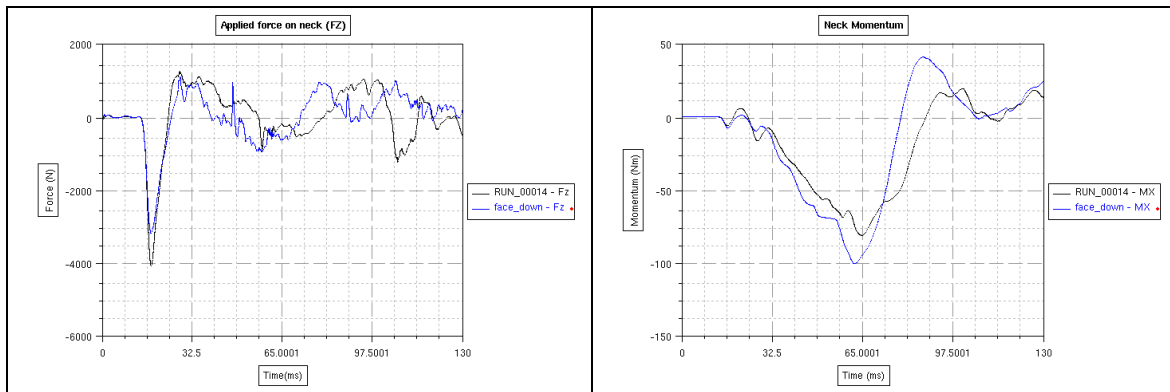 Applied force on neck (FZ)
2000
0
-2000
-4000
-6000
Force (N)
0
32.5
65.0001
97.5001
130
Time(ms)
RUN_00014 - Fz
face_down - Fz
Neck Momentum
50
0
-50
-100
-150
Momentum (Nm)
0
32.5
65.0001
97.5001
130
Time (ms)
RUN_00014 - MX
face_down - MX